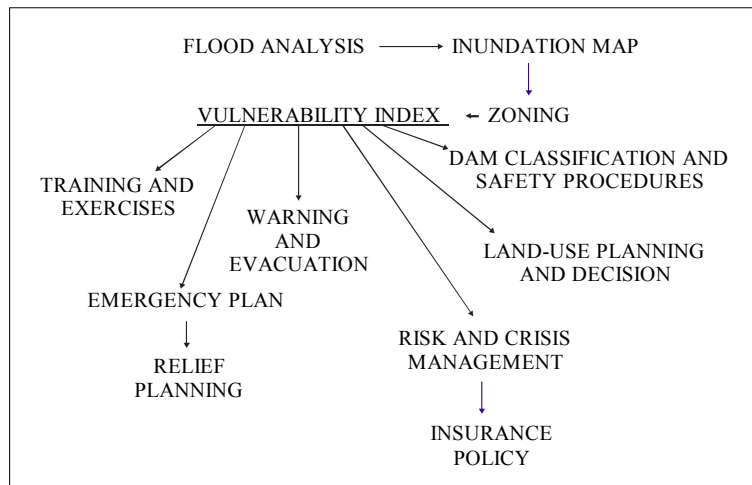 FLOOD ANALYSIS
INUNDATION MAP
VULNERABILITY INDEX
ZONING
DAM CLASSIFICATION AND
SAFETY PROCEDURES
TRAINING AND
EXERCISES
WARNING
AND
EVACUATION
LAND-USE PLANNING
AND DECISION
EMERGENCY PLAN
RISK AND CRISIS
MANAGEMENT
RELIEF
PLANNING
INSURANCE
POLICY